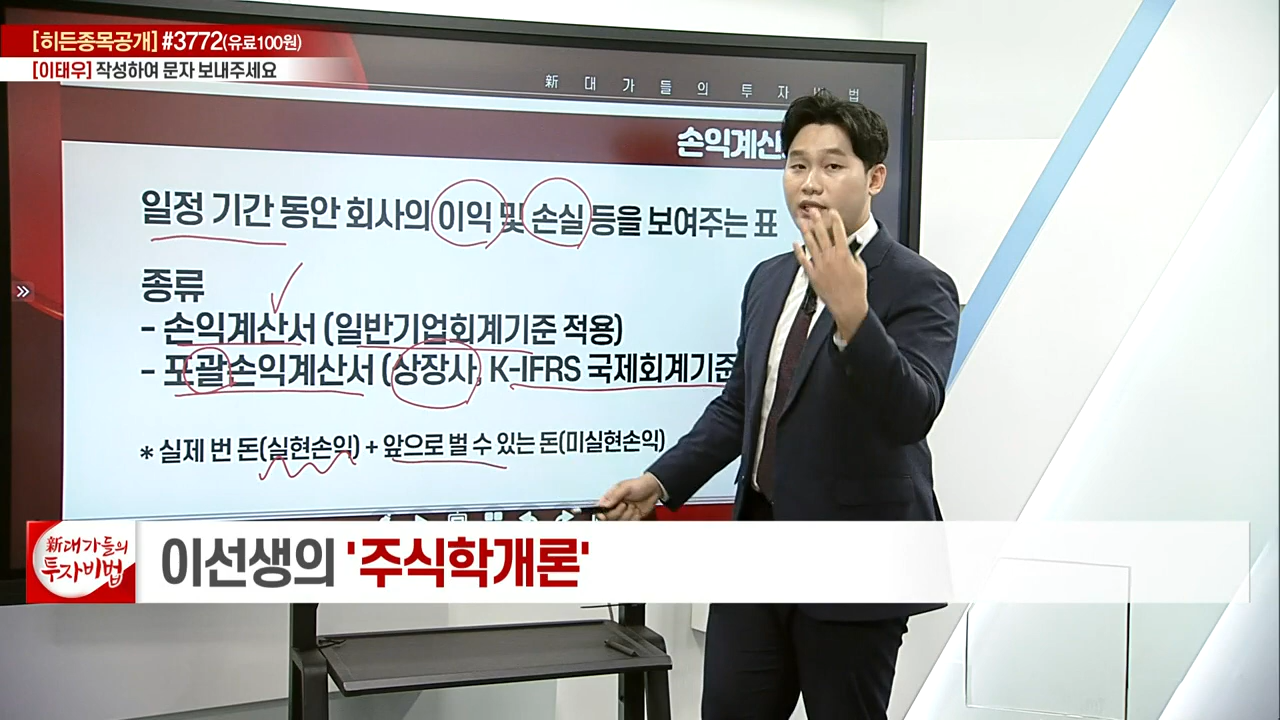 [히든종목공개] #3772(유료100원)
[이태우] 작성하여 문자 보내주세요
新 대 가 들 의 투 자 비 법
손익계산
일정 기간 동안 회사의 이익 및 손실 등을 보여주는 표
종류
- 손익계산서 (일반기업회계기준 적용)
- 포괄손익계산서 (상장사, K-IFRS 국제회계기준
* 실제 번 돈(실현손익) + 앞으로 벌 수 있는 돈(미실현손익)
新대가들의
투자비법
이선생의 '주식학개론'